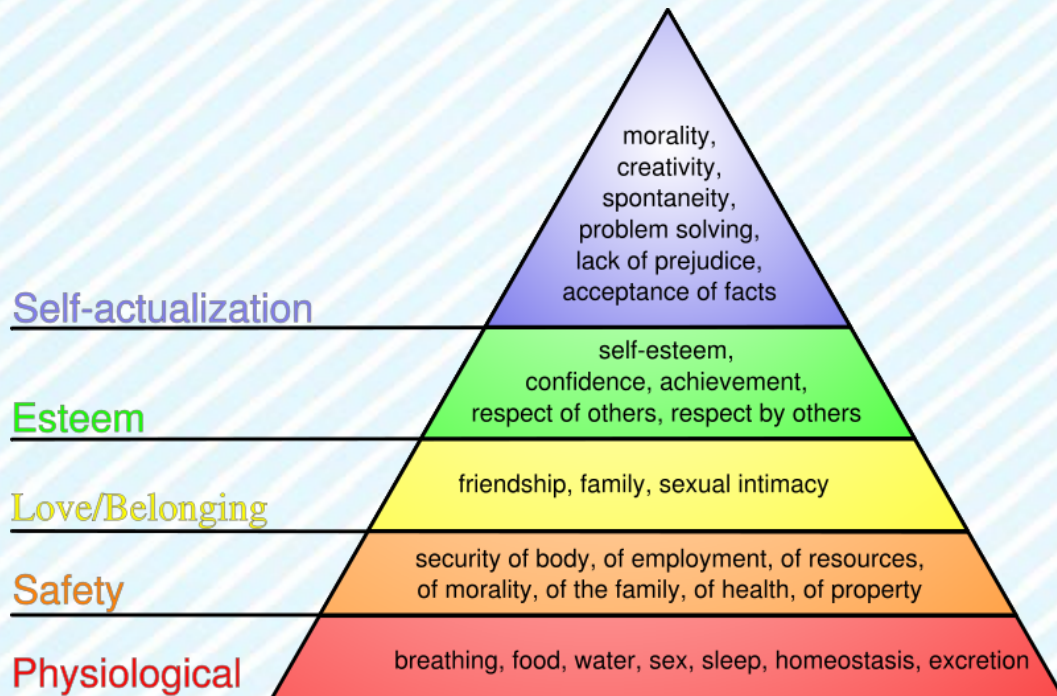 morality,
creativity,
spontaneity,
problem solving,
lack of prejudice,
acceptance of facts
Self-actualization
self-esteem,
confidence, achievement,
respect of others, respect by others
Esteem
friendship, family, sexual intimacy
Love/Belonging
security of body, of employment, of resources,
of morality, of the family, of health, of property
Safety
breathing, food, water, sex, sleep, homeostasis, excretion
Physiological